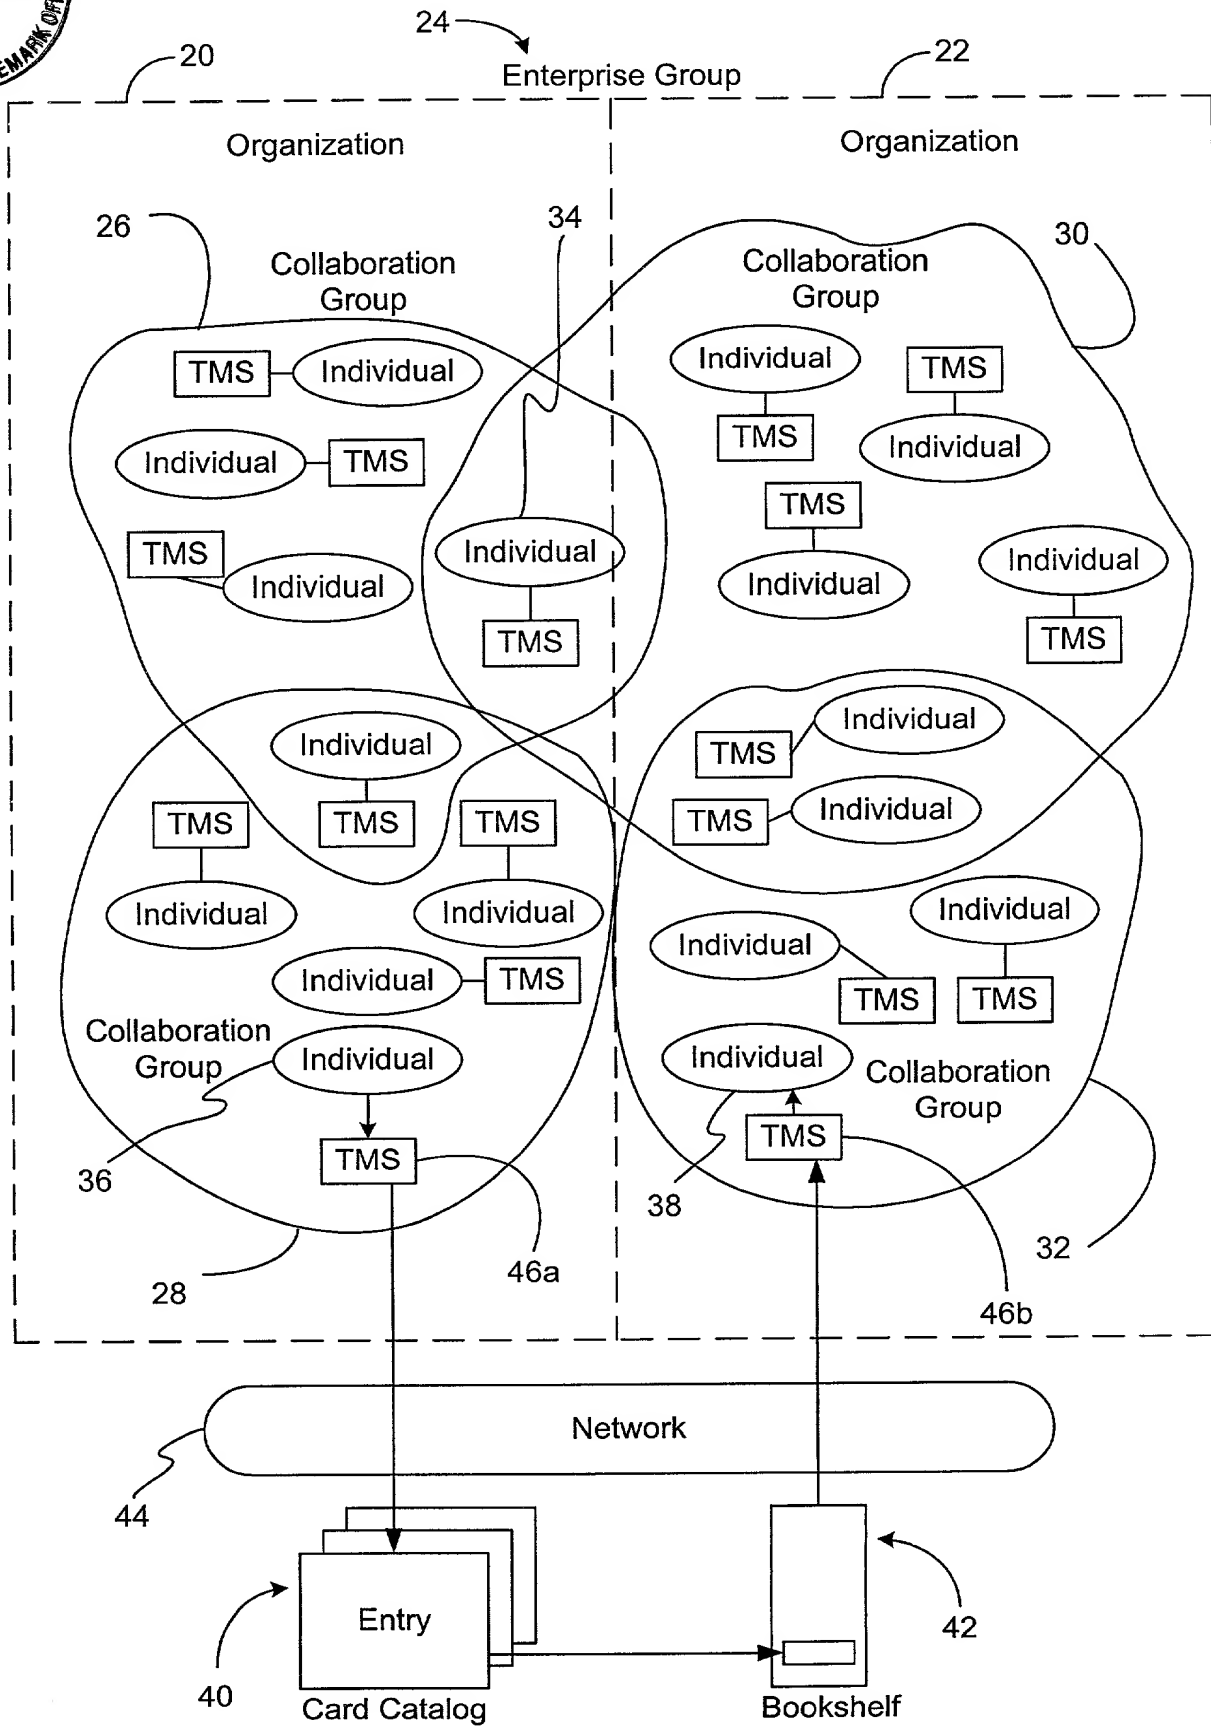 EMARK OF
24
20
22
Enterprise Group
Organization
Organization
26
34
30
Collaboration
Group
Collaboration
Group
TMS
Individual
Individual
TMS
TMS
Individual
Individual
TMS
Individual
TMS
TMS
Individual
TMS
Individual
Individual
TMS
Individual
TMS
Individual
TMS
TMS
Individual
TMS
Individual
TMS
Individual
TMS
Individual
Individual
TMS
Individual
TMS
Individual
TMS
Collaboration
Group
Individual
TMS
36
46a
28
Individual
Collaboration
Group
TMS
38
32
46b
Network
44
Entry
40
Card Catalog
42
Bookshelf